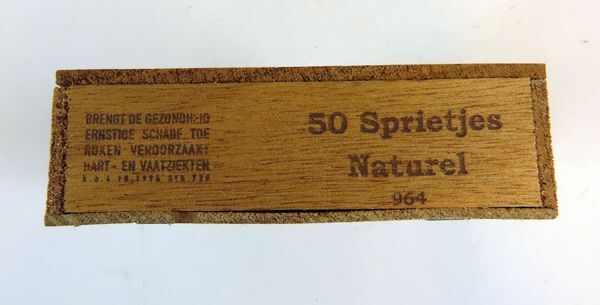 BRENGT DE GEZONDHEID
ERNSTIGE SCHADE TOE
ROKEN VEROORZAAKT
HART- EN VAATZIEKTEN
50 Sprietjes
Naturel
964